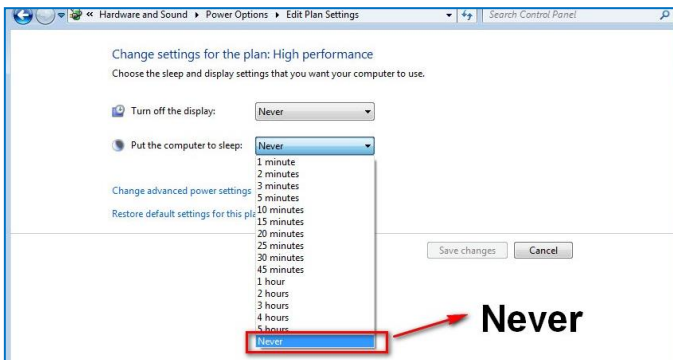 « Hardware and Sound ▸ Power Options ▸ Edit Plan Settings
Search Control Panel
Change settings for the plan: High performance
Choose the sleep and display settings that you want your computer to use.
Turn off the display: Never
Put the computer to sleep: Never
1 minute
2 minutes
3 minutes
5 minutes
10 minutes
15 minutes
20 minutes
25 minutes
30 minutes
45 minutes
1 hour
2 hours
3 hours
4 hours
5 hours
Never
Change advanced power settings
Restore default settings for this
Save changes Cancel
Never